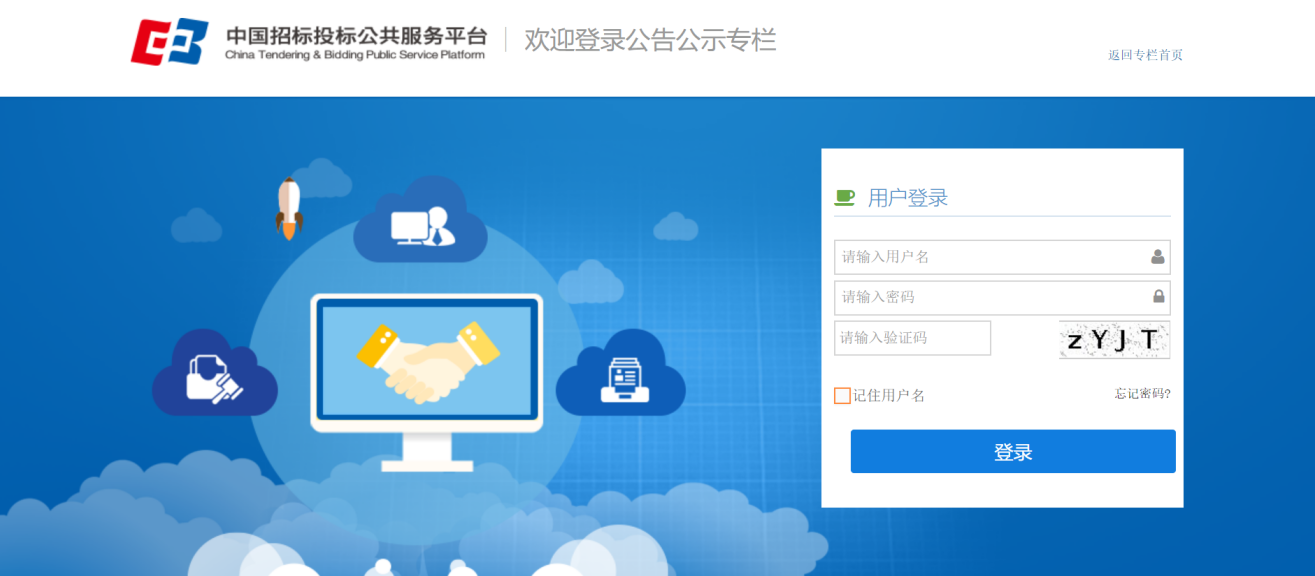 中国招标投标公共服务平台
China Tendering & Bidding Public Service Platform
欢迎登录公告公示专栏
返回专栏首页
用户登录
请输入用户名
请输入密码
请输入验证码
zYJT
记住用户名
忘记密码?
登录